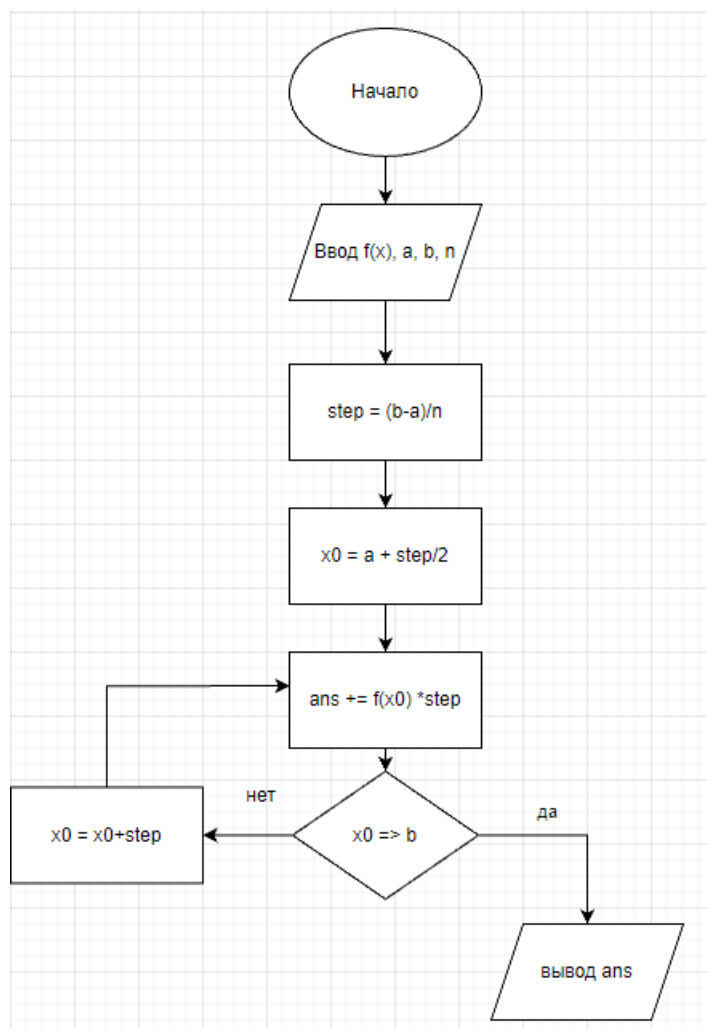 Начало
Ввод f(x), a, b, n
step = (b-a)/n
x0 = a + step/2
ans += f(x0) *step
нет
x0 => b
да
x0 = x0+step
вывод ans